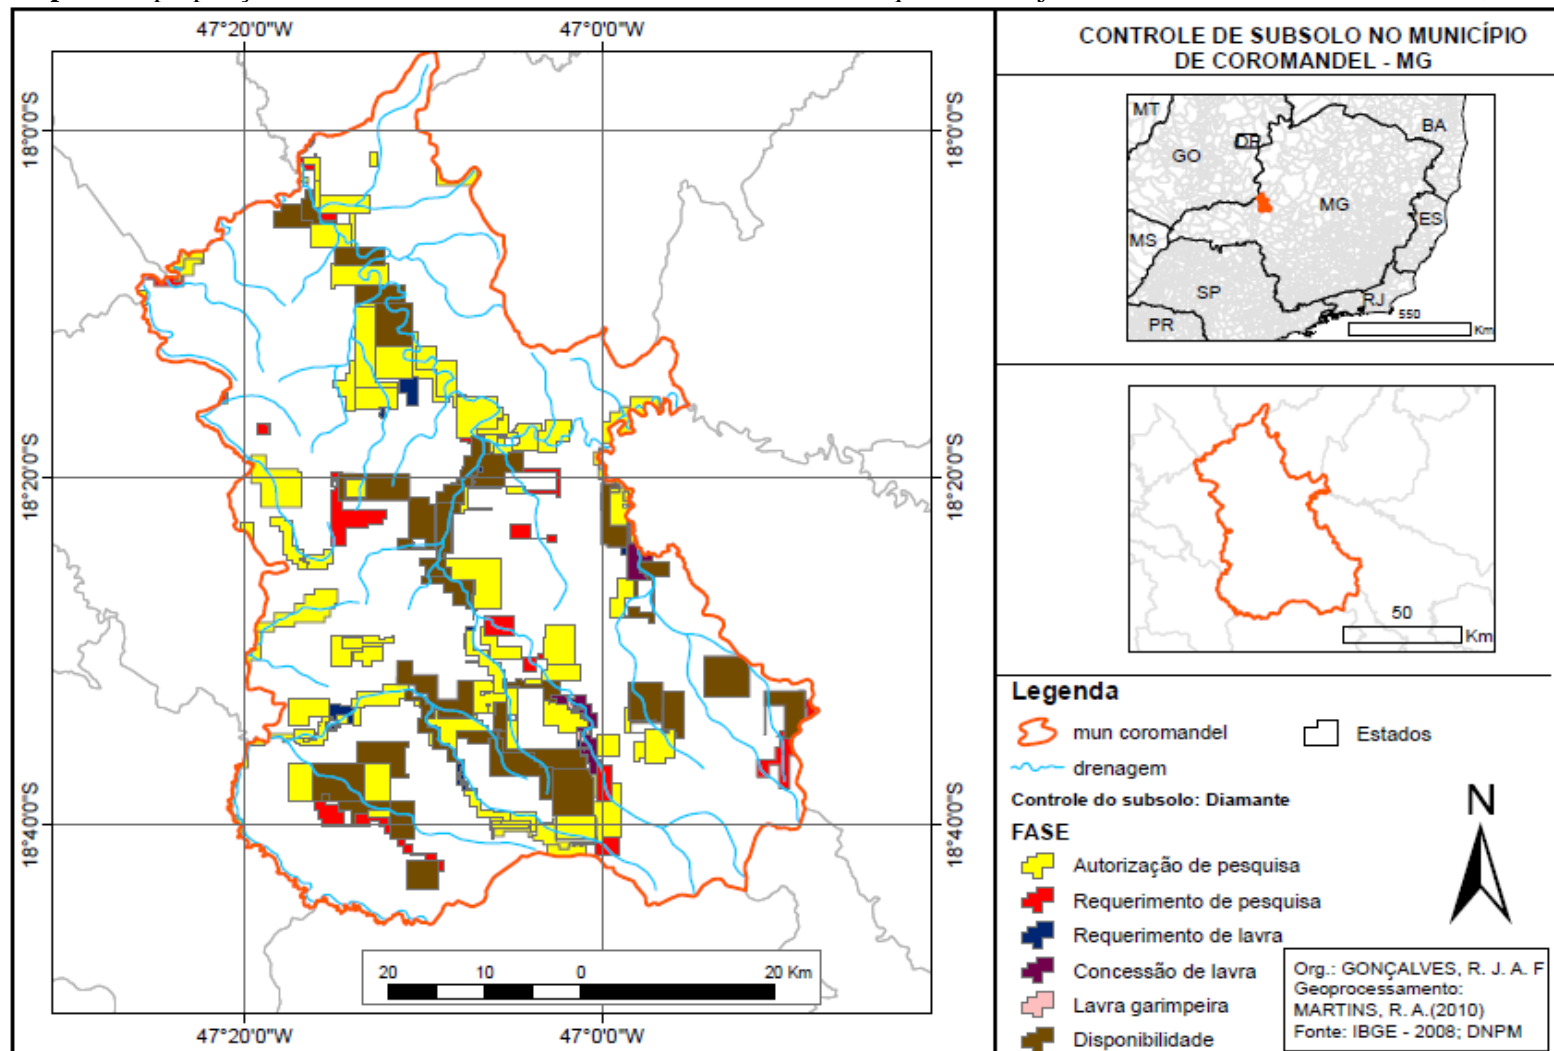 47°20'0"W
47°0'0"W
18°0'0"S
18°0'0"S
18°20'0"S
18°20'0"S
18°40'0"S
18°40'0"S
20
10
0
20 Km
47°20'0"W
47°0'0"W
CONTROLE DE SUBSOLO NO MUNICÍPIO
DE COROMANDEL - MG
MT
BA
DF
GO
MG
ES
MS
SP
RJ
PR
550
Km
50
Km
Legenda
mun coromandel
Estados
drenagem
Controle do subsolo: Diamante
FASE
Autorização de pesquisa
Requerimento de pesquisa
Requerimento de lavra
Concessão de lavra
Lavra garimpeira
Disponibilidade
N
Org.: GONÇALVES, R. J. A. F
Geoprocessamento:
MARTINS, R. A.(2010)
Fonte: IBGE - 2008; DNPM